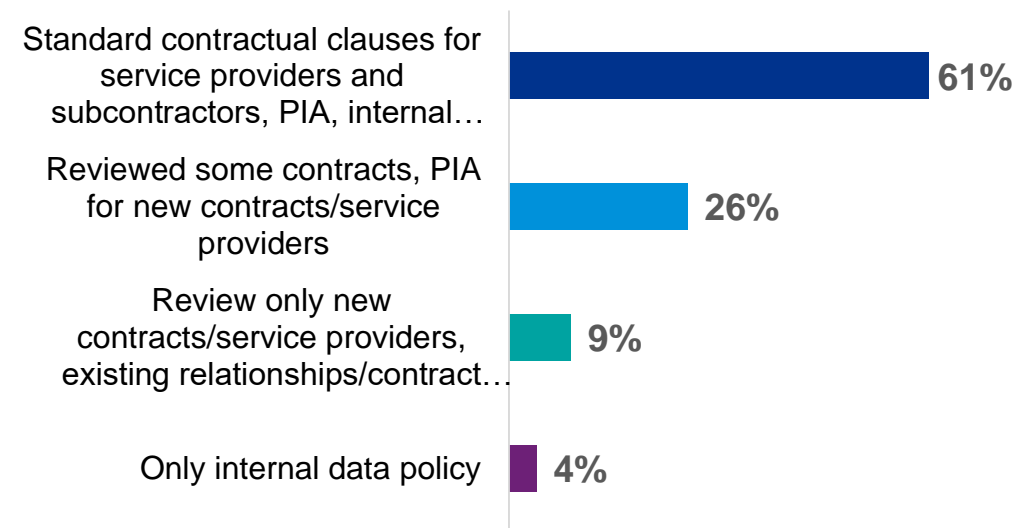 Standard contractual clauses for
service providers and
subcontractors, PIA, internal…
61%
Reviewed some contracts, PIA
for new contracts/service
providers
26%
Review only new
contracts/service providers,
existing relationships/contract…
9%
Only internal data policy
4%